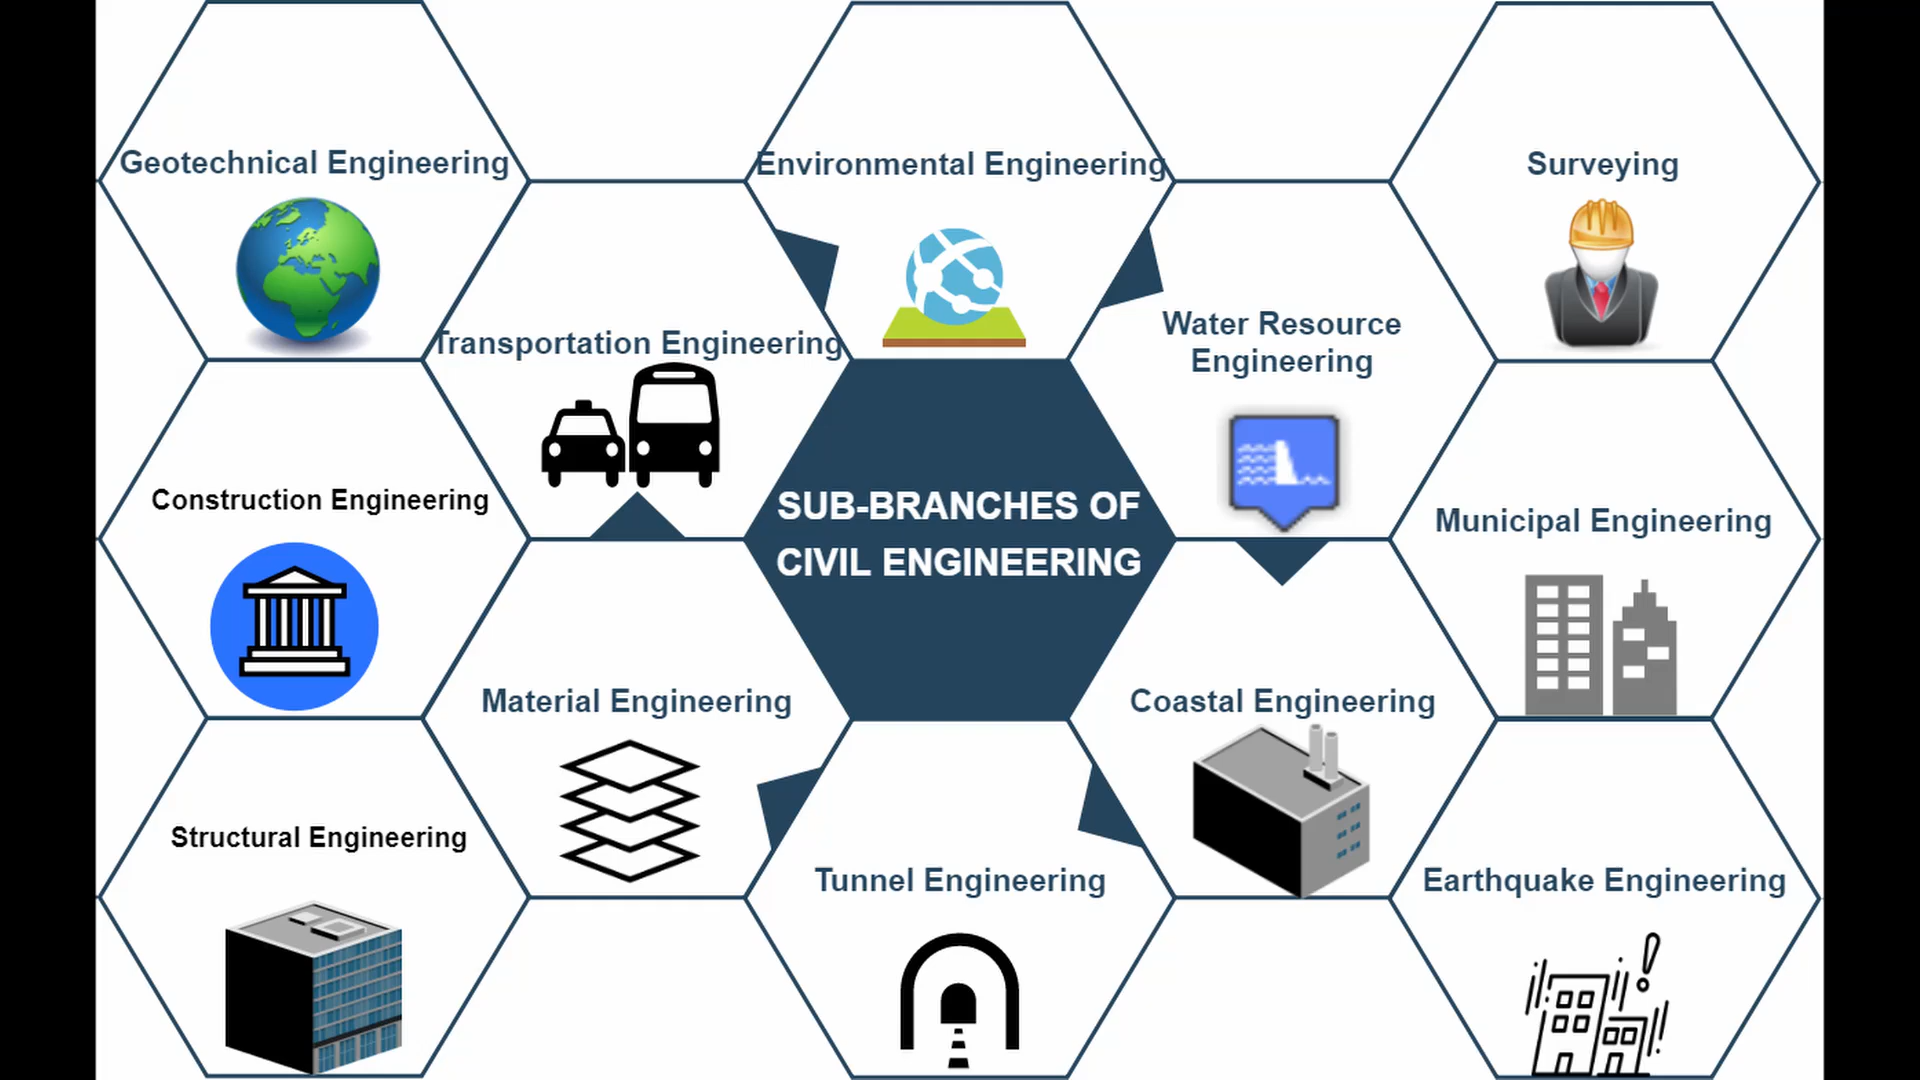 Geotechnical Engineering
Environmental Engineering
Surveying
Transportation Engineering
Water Resource
Engineering
Construction Engineering
SUB-BRANCHES OF
CIVIL ENGINEERING
Municipal Engineering
Material Engineering
Coastal Engineering
Structural Engineering
Tunnel Engineering
Earthquake Engineering